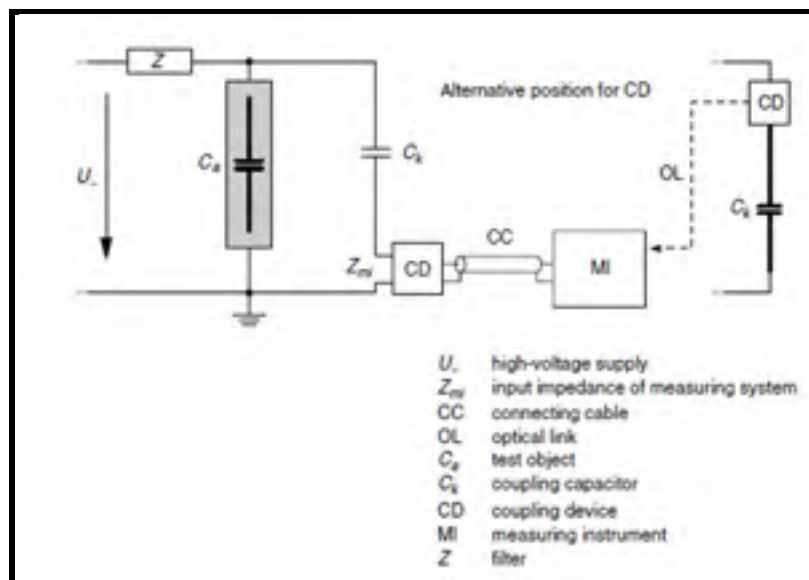 Z
Alternative position for CD
CD
U~
Ca
Ck
OL
Ck
CC
Zmi
CD
MI
U~ high-voltage supply
Zmi input impedance of measuring system
CC connecting cable
OL optical link
Ca test object
Ck coupling capacitor
CD coupling device
MI measuring instrument
Z filter